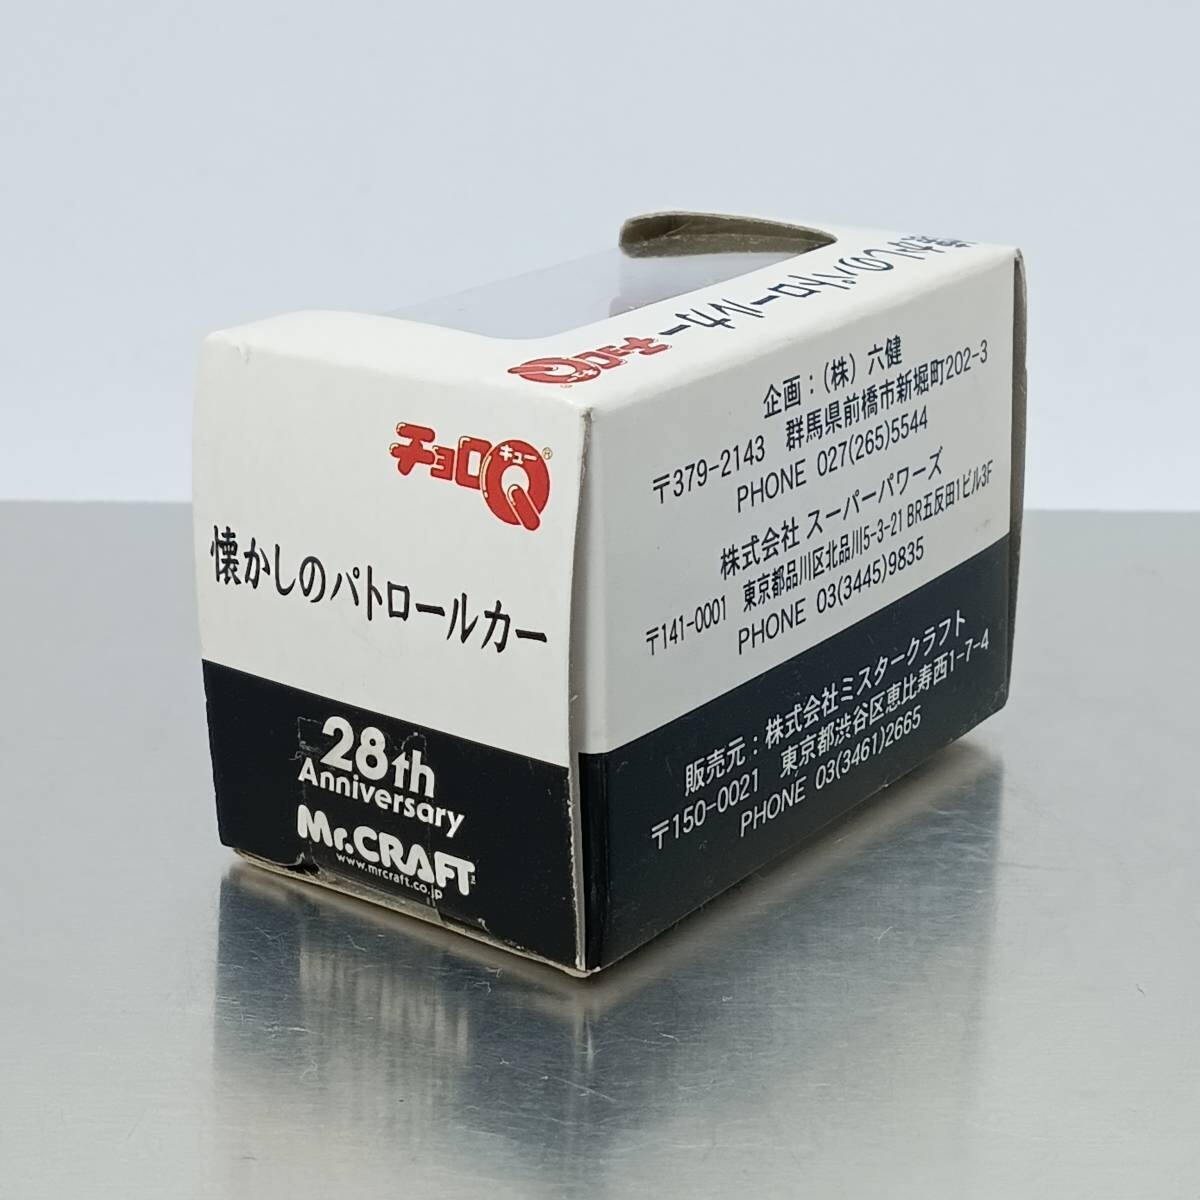 懐かしのパトロールカー
チョロQ
キュー
チョロQ®
キュー
懐かしのパトロールカー
28th
Anniversary
Mr.CRAFT
www.mrcraft.co.jp
企画：(株) 六健
〒379-2143 群馬県前橋市新堀町202-3
PHONE 027(265)5544
株式会社 スーパーパワーズ
〒141-0001 東京都品川区北品川5-3-21 BR五反田1ビル3F
PHONE 03(3445)9835
販売元：株式会社ミスタークラフト
〒150-0021 東京都渋谷区恵比寿西1-7-4
PHONE 03(3461)2665